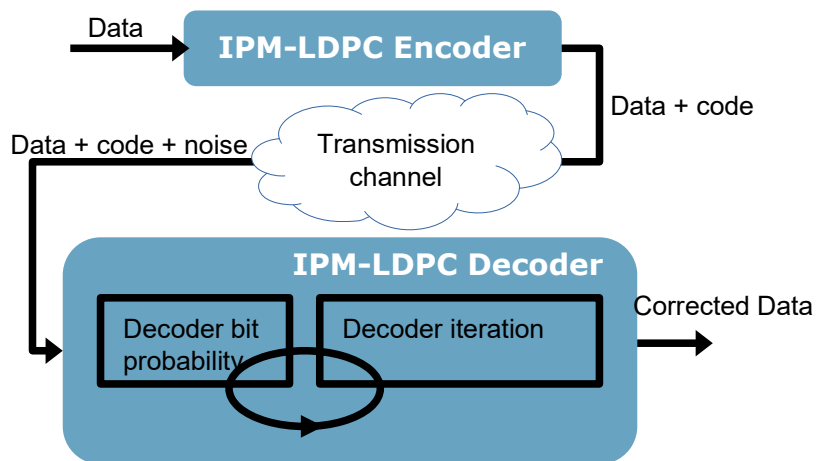 Data
IPM-LDPC Encoder
Data + code
Transmission
channel
Data + code + noise
IPM-LDPC Decoder
Decoder bit
probability
Decoder iteration
Corrected Data